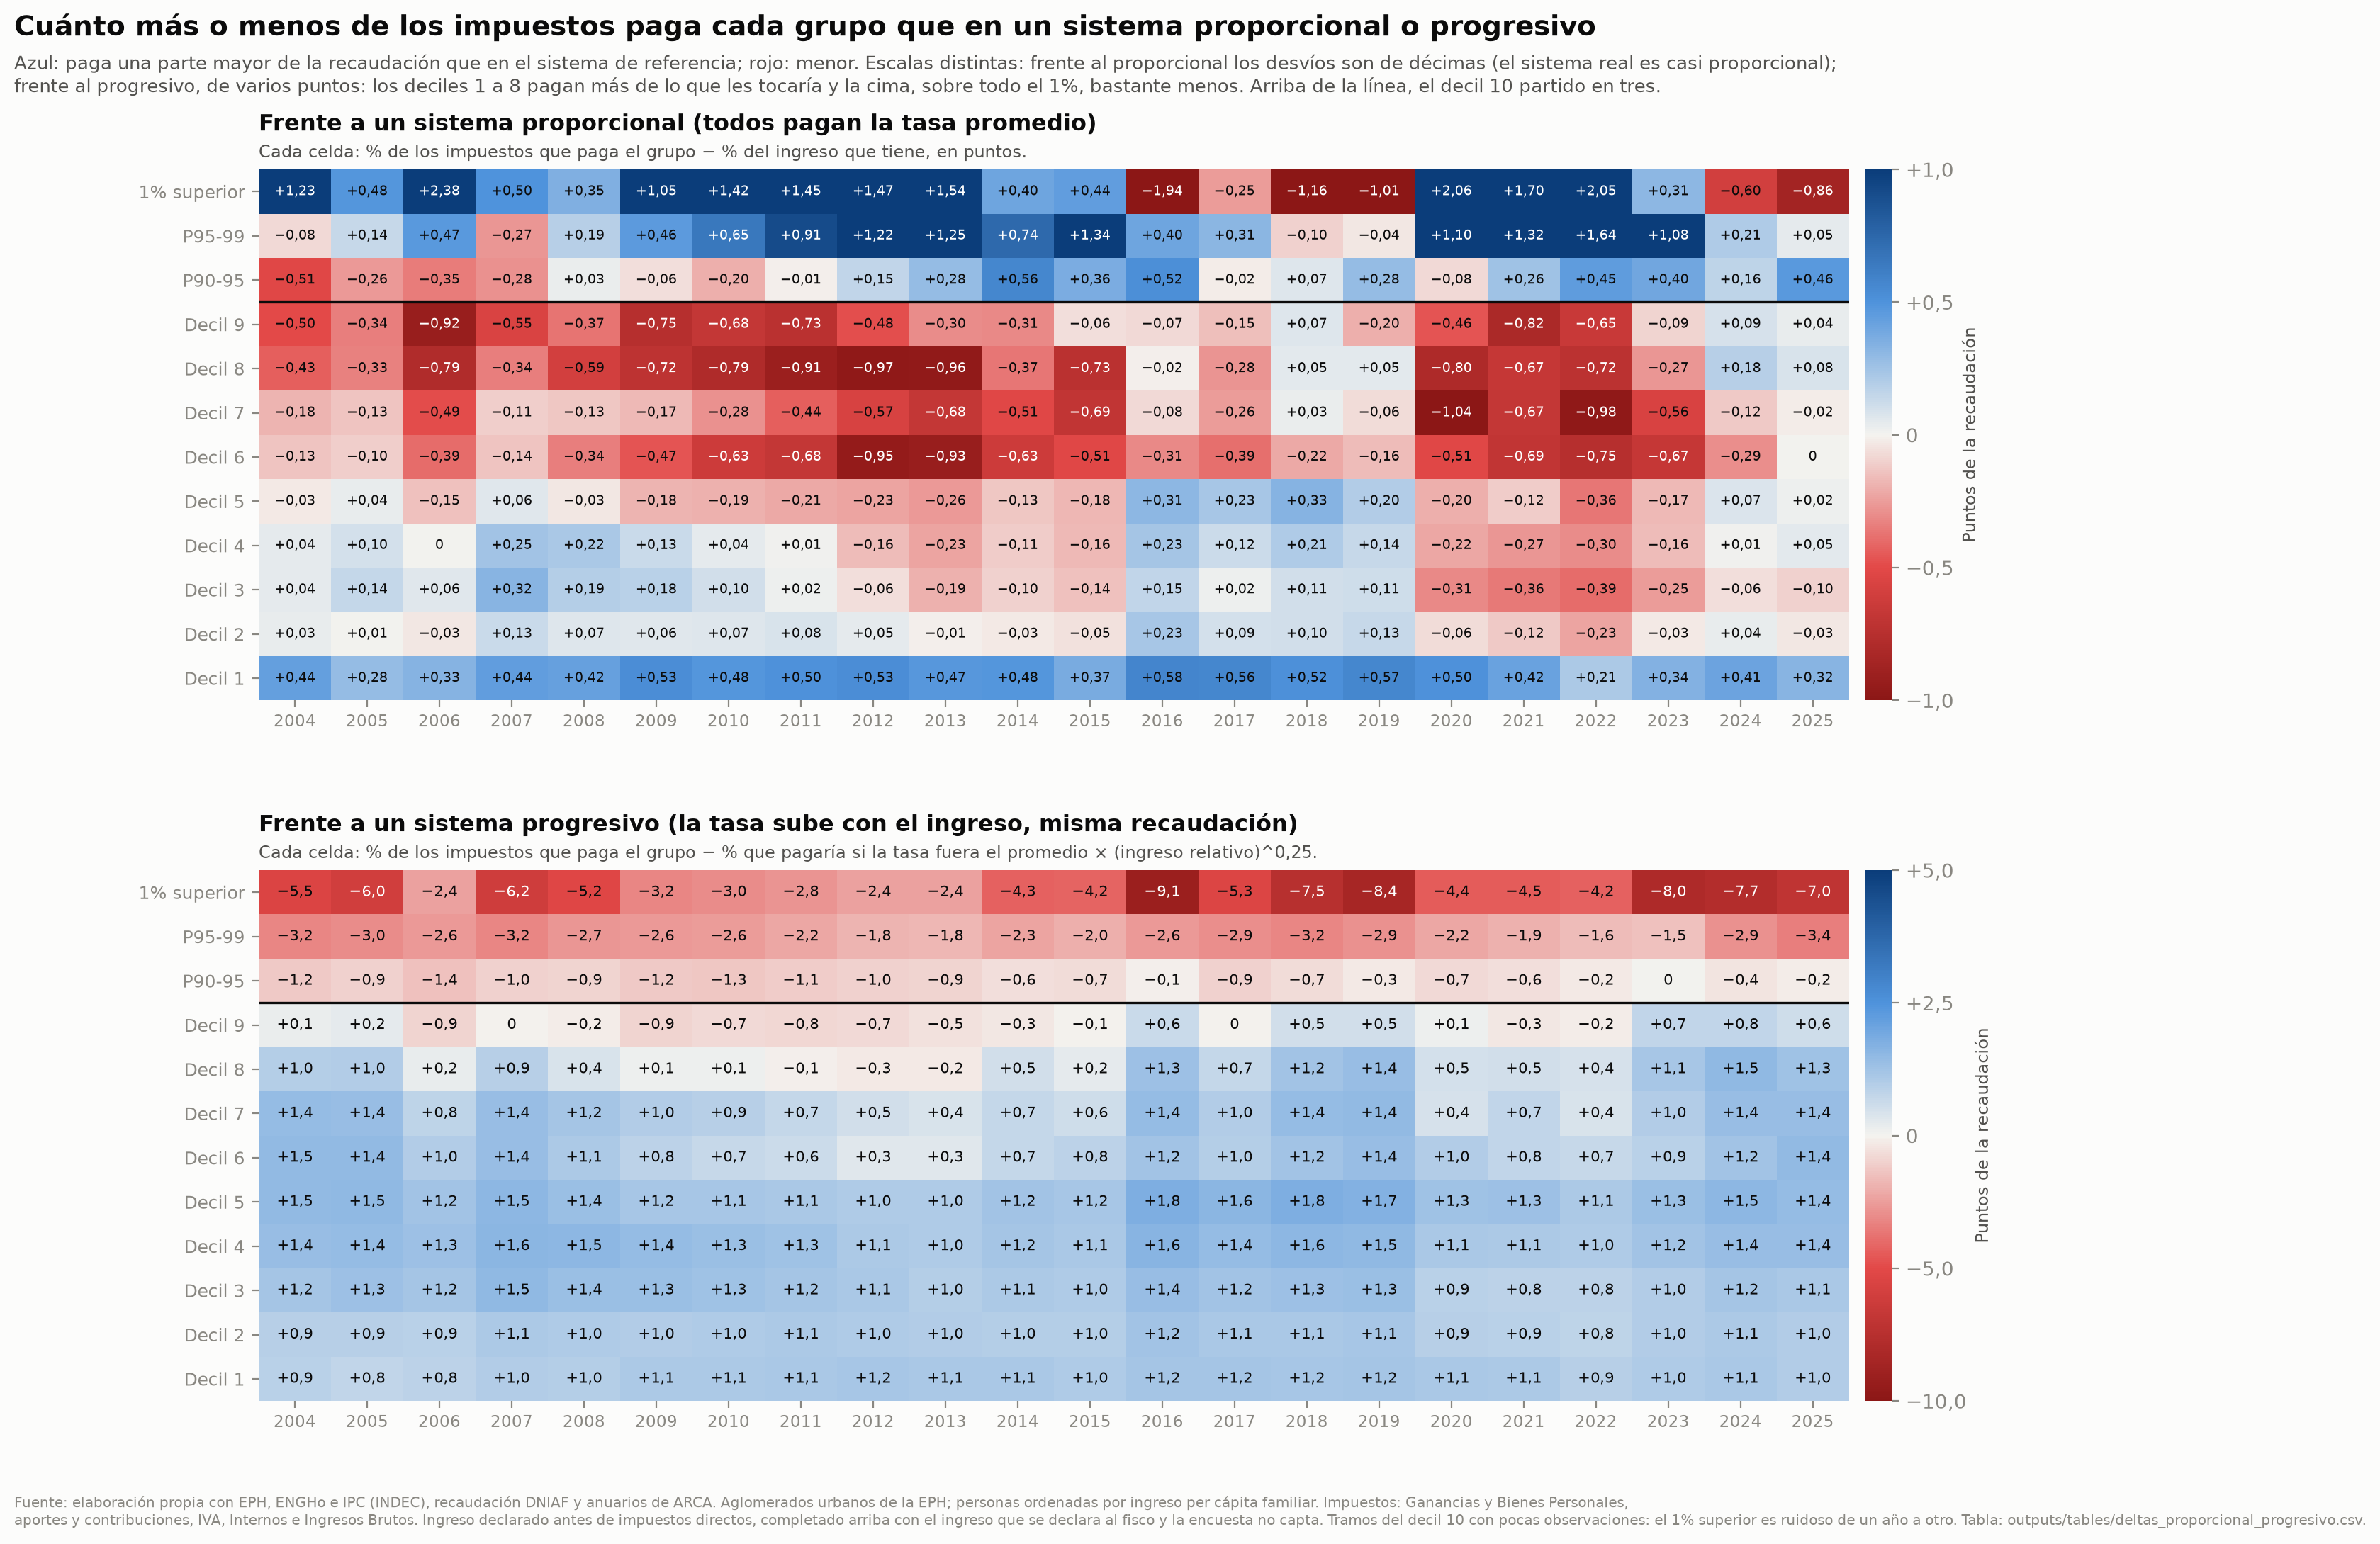 Cuánto más o menos de los impuestos paga cada grupo que en un sistema proporcional o progresivo
Azul: paga una parte mayor de la recaudación que en el sistema de referencia; rojo: menor. Escalas distintas: frente al proporcional los desvíos son de décimas (el sistema real es casi proporcional);
frente al progresivo, de varios puntos: los deciles 1 a 8 pagan más de lo que les tocaría y la cima, sobre todo el 1%, bastante menos. Arriba de la línea, el decil 10 partido en tres.
Frente a un sistema proporcional (todos pagan la tasa promedio)
Cada celda: % de los impuestos que paga el grupo − % del ingreso que tiene, en puntos.
1% superior +1,23 +0,48 +2,38 +0,50 +0,35 +1,05 +1,42 +1,45 +1,47 +1,54 +0,40 +0,44 −1,94 −0,25 −1,16 −1,01 +2,06 +1,70 +2,05 +0,31 −0,60 −0,86
P95-99 −0,08 +0,14 +0,47 −0,27 +0,19 +0,46 +0,65 +0,91 +1,22 +1,25 +0,74 +1,34 +0,40 +0,31 −0,10 −0,04 +1,10 +1,32 +1,64 +1,08 +0,21 +0,05
P90-95 −0,51 −0,26 −0,35 −0,28 +0,03 −0,06 −0,20 −0,01 +0,15 +0,28 +0,56 +0,36 +0,52 −0,02 +0,07 +0,28 −0,08 +0,26 +0,45 +0,40 +0,16 +0,46
Decil 9 −0,50 −0,34 −0,92 −0,55 −0,37 −0,75 −0,68 −0,73 −0,48 −0,30 −0,31 −0,06 −0,07 −0,15 +0,07 −0,20 −0,46 −0,82 −0,65 −0,09 +0,09 +0,04
Decil 8 −0,43 −0,33 −0,79 −0,34 −0,59 −0,72 −0,79 −0,91 −0,97 −0,96 −0,37 −0,73 −0,02 −0,28 +0,05 +0,05 −0,80 −0,67 −0,72 −0,27 +0,18 +0,08
Decil 7 −0,18 −0,13 −0,49 −0,11 −0,13 −0,17 −0,28 −0,44 −0,57 −0,68 −0,51 −0,69 −0,08 −0,26 +0,03 −0,06 −1,04 −0,67 −0,98 −0,56 −0,12 −0,02
Decil 6 −0,13 −0,10 −0,39 −0,14 −0,34 −0,47 −0,63 −0,68 −0,95 −0,93 −0,63 −0,51 −0,31 −0,39 −0,22 −0,16 −0,51 −0,69 −0,75 −0,67 −0,29 0
Decil 5 −0,03 +0,04 −0,15 +0,06 −0,03 −0,18 −0,19 −0,21 −0,23 −0,26 −0,13 −0,18 +0,31 +0,23 +0,33 +0,20 −0,20 −0,12 −0,36 −0,17 +0,07 +0,02
Decil 4 +0,04 +0,10 0 +0,25 +0,22 +0,13 +0,04 +0,01 −0,16 −0,23 −0,11 −0,16 +0,23 +0,12 +0,21 +0,14 −0,22 −0,27 −0,30 −0,16 +0,01 +0,05
Decil 3 +0,04 +0,14 +0,06 +0,32 +0,19 +0,18 +0,10 +0,02 −0,06 −0,19 −0,10 −0,14 +0,15 +0,02 +0,11 +0,11 −0,31 −0,36 −0,39 −0,25 −0,06 −0,10
Decil 2 +0,03 +0,01 −0,03 +0,13 +0,07 +0,06 +0,07 +0,08 +0,05 −0,01 −0,03 −0,05 +0,23 +0,09 +0,10 +0,13 −0,06 −0,12 −0,23 −0,03 +0,04 −0,03
Decil 1 +0,44 +0,28 +0,33 +0,44 +0,42 +0,53 +0,48 +0,50 +0,53 +0,47 +0,48 +0,37 +0,58 +0,56 +0,52 +0,57 +0,50 +0,42 +0,21 +0,34 +0,41 +0,32
2004 2005 2006 2007 2008 2009 2010 2011 2012 2013 2014 2015 2016 2017 2018 2019 2020 2021 2022 2023 2024 2025
+1,0
+0,5
0
−0,5
−1,0
Puntos de la recaudación
Frente a un sistema progresivo (la tasa sube con el ingreso, misma recaudación)
Cada celda: % de los impuestos que paga el grupo − % que pagaría si la tasa fuera el promedio × (ingreso relativo)^0,25.
1% superior −5,5 −6,0 −2,4 −6,2 −5,2 −3,2 −3,0 −2,8 −2,4 −2,4 −4,3 −4,2 −9,1 −5,3 −7,5 −8,4 −4,4 −4,5 −4,2 −8,0 −7,7 −7,0
P95-99 −3,2 −3,0 −2,6 −3,2 −2,7 −2,6 −2,6 −2,2 −1,8 −1,8 −2,3 −2,0 −2,6 −2,9 −3,2 −2,9 −2,2 −1,9 −1,6 −1,5 −2,9 −3,4
P90-95 −1,2 −0,9 −1,4 −1,0 −0,9 −1,2 −1,3 −1,1 −1,0 −0,9 −0,6 −0,7 −0,1 −0,9 −0,7 −0,3 −0,7 −0,6 −0,2 0 −0,4 −0,2
Decil 9 +0,1 +0,2 −0,9 0 −0,2 −0,9 −0,7 −0,8 −0,7 −0,5 −0,3 −0,1 +0,6 0 +0,5 +0,5 +0,1 −0,3 −0,2 +0,7 +0,8 +0,6
Decil 8 +1,0 +1,0 +0,2 +0,9 +0,4 +0,1 +0,1 −0,1 −0,3 −0,2 +0,5 +0,2 +1,3 +0,7 +1,2 +1,4 +0,5 +0,5 +0,4 +1,1 +1,5 +1,3
Decil 7 +1,4 +1,4 +0,8 +1,4 +1,2 +1,0 +0,9 +0,7 +0,5 +0,4 +0,7 +0,6 +1,4 +1,0 +1,4 +1,4 +0,4 +0,7 +0,4 +1,0 +1,4 +1,4
Decil 6 +1,5 +1,4 +1,0 +1,4 +1,1 +0,8 +0,7 +0,6 +0,3 +0,3 +0,7 +0,8 +1,2 +1,0 +1,2 +1,4 +1,0 +0,8 +0,7 +0,9 +1,2 +1,4
Decil 5 +1,5 +1,5 +1,2 +1,5 +1,4 +1,2 +1,1 +1,1 +1,0 +1,0 +1,2 +1,2 +1,8 +1,6 +1,8 +1,7 +1,3 +1,3 +1,1 +1,3 +1,5 +1,4
Decil 4 +1,4 +1,4 +1,3 +1,6 +1,5 +1,4 +1,3 +1,3 +1,1 +1,0 +1,2 +1,1 +1,6 +1,4 +1,6 +1,5 +1,1 +1,1 +1,0 +1,2 +1,4 +1,4
Decil 3 +1,2 +1,3 +1,2 +1,5 +1,4 +1,3 +1,3 +1,2 +1,1 +1,0 +1,1 +1,0 +1,4 +1,2 +1,3 +1,3 +0,9 +0,8 +0,8 +1,0 +1,2 +1,1
Decil 2 +0,9 +0,9 +0,9 +1,1 +1,0 +1,0 +1,0 +1,1 +1,0 +1,0 +1,0 +1,0 +1,2 +1,1 +1,1 +1,1 +0,9 +0,9 +0,8 +1,0 +1,1 +1,0
Decil 1 +0,9 +0,8 +0,8 +1,0 +1,0 +1,1 +1,1 +1,1 +1,2 +1,1 +1,1 +1,0 +1,2 +1,2 +1,2 +1,2 +1,1 +1,1 +0,9 +1,0 +1,1 +1,0
2004 2005 2006 2007 2008 2009 2010 2011 2012 2013 2014 2015 2016 2017 2018 2019 2020 2021 2022 2023 2024 2025
+5,0
+2,5
0
−5,0
−10,0
Puntos de la recaudación
Fuente: elaboración propia con EPH, ENGHo e IPC (INDEC), recaudación DNIAF y anuarios de ARCA. Aglomerados urbanos de la EPH; personas ordenadas por ingreso per cápita familiar. Impuestos: Ganancias y Bienes Personales,
aportes y contribuciones, IVA, Internos e Ingresos Brutos. Ingreso declarado antes de impuestos directos, completado arriba con el ingreso que se declara al fisco y la encuesta no capta. Tramos del decil 10 con pocas observaciones: el 1% superior es ruidoso de un año a otro. Tabla: outputs/tables/deltas_proporcional_progresivo.csv.